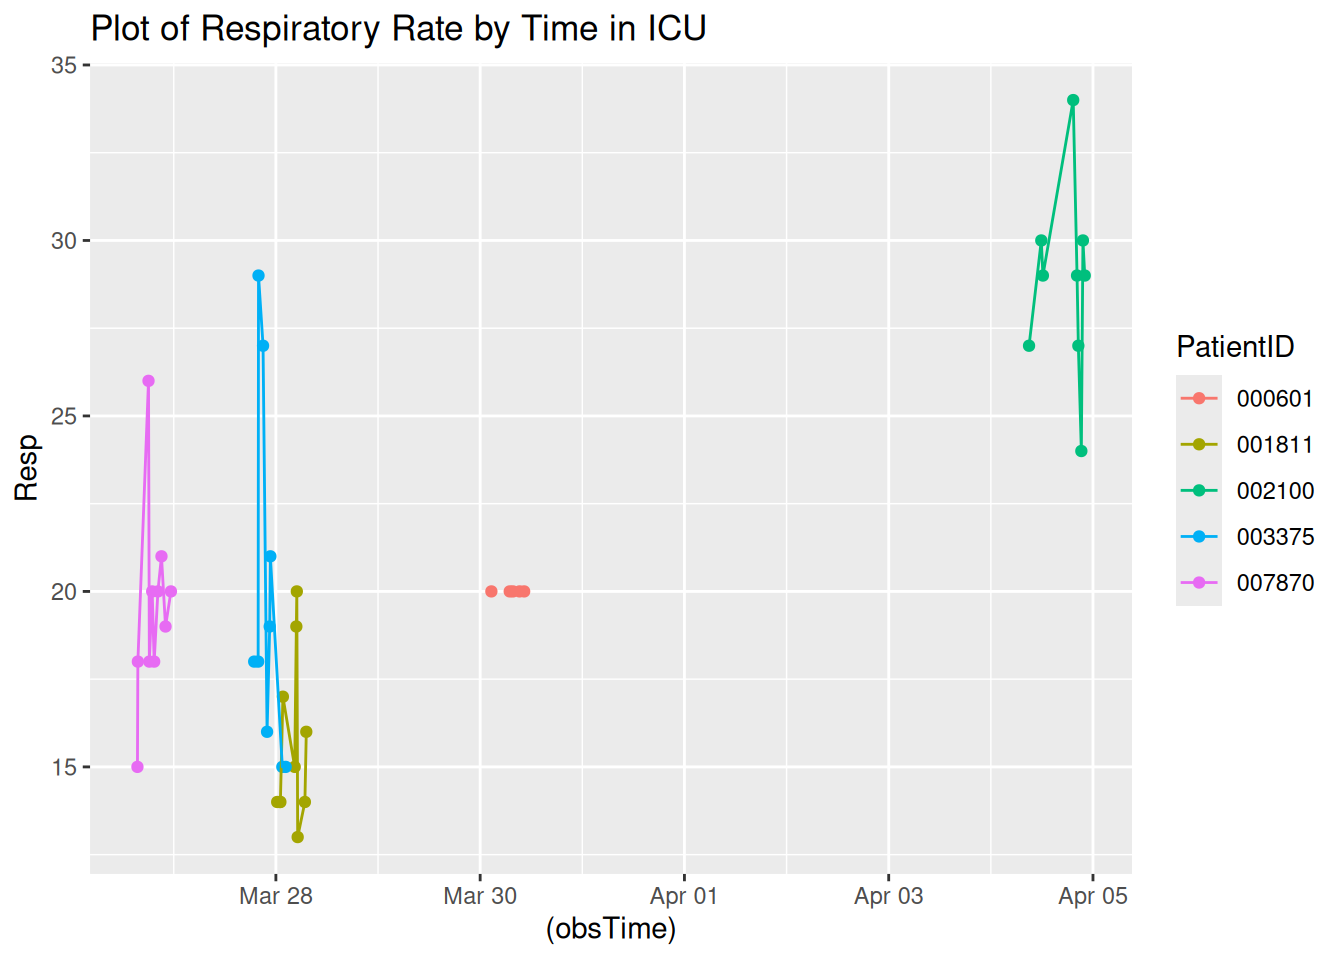 Plot of Respiratory Rate by Time in ICU
35
30
25
20
15
Resp
Mar 28
Mar 30
Apr 01
Apr 03
Apr 05
(obsTime)
PatientID
000601
001811
002100
003375
007870